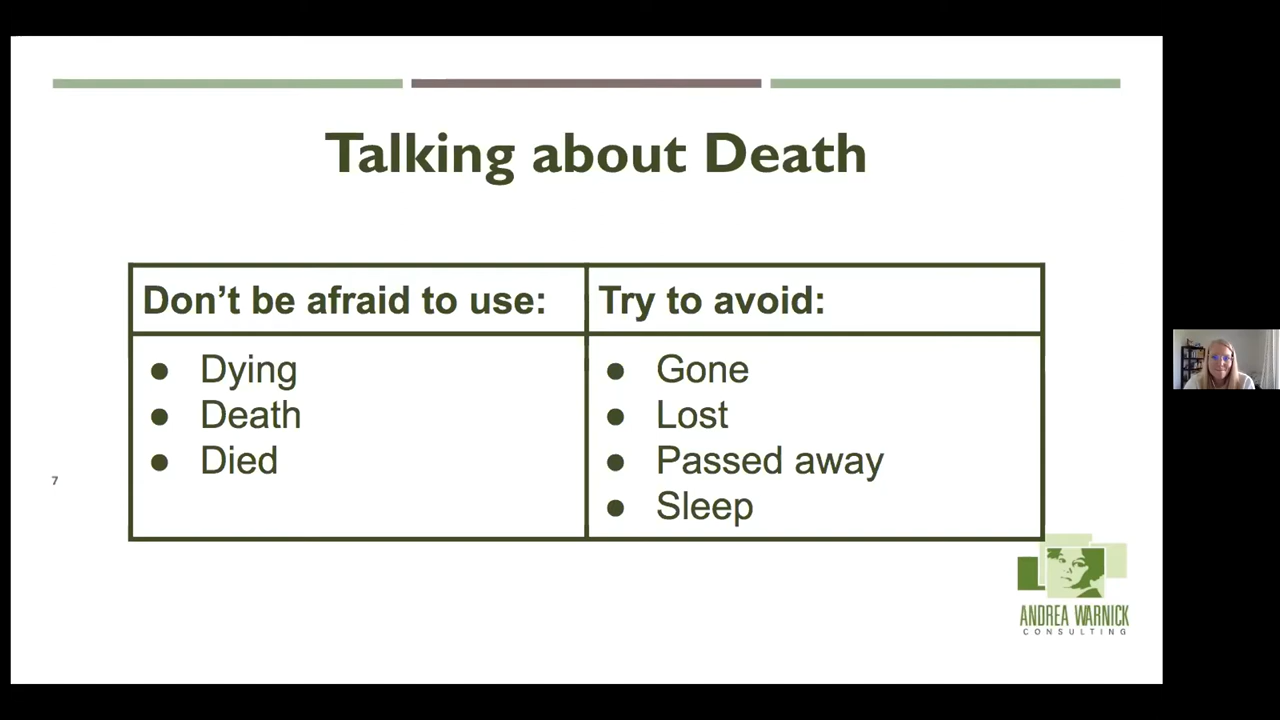 Talking about Death
Don't be afraid to use:
Try to avoid:
● Dying
● Death
● Died
● Gone
● Lost
● Passed away
● Sleep
7
ANDREA WARNICK
CONSULTING